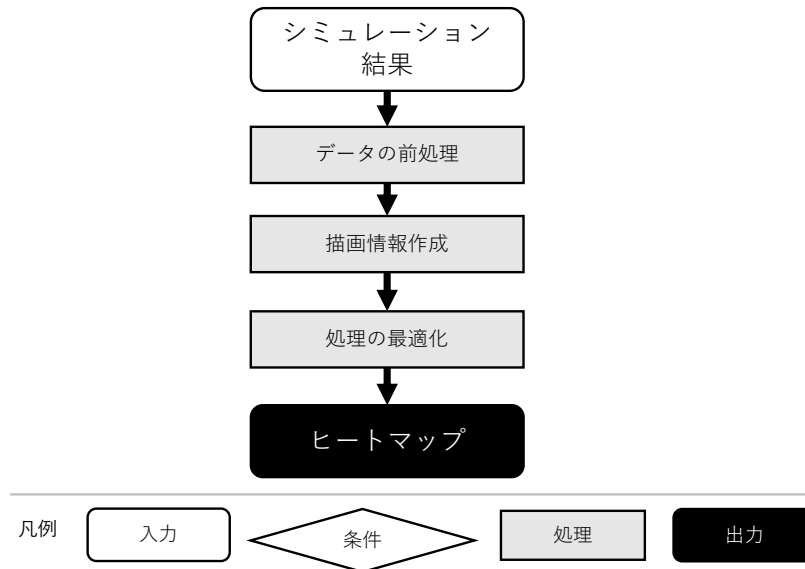 シミュレーション
結果
データの前処理
描画情報作成
処理の最適化
ヒートマップ
凡例
入力
条件
処理
出力